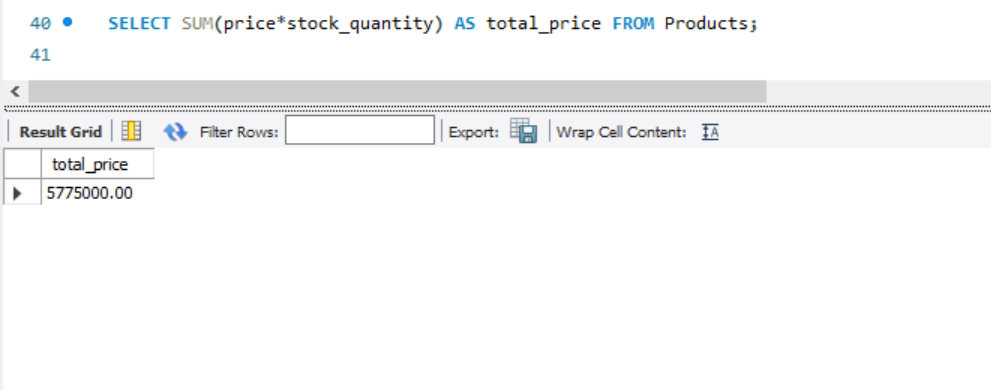 40 SELECT SUM(price*stock_quantity) AS total_price FROM Products;
41
Result Grid Filter Rows: Export: Wrap Cell Content:
total_price
5775000.00